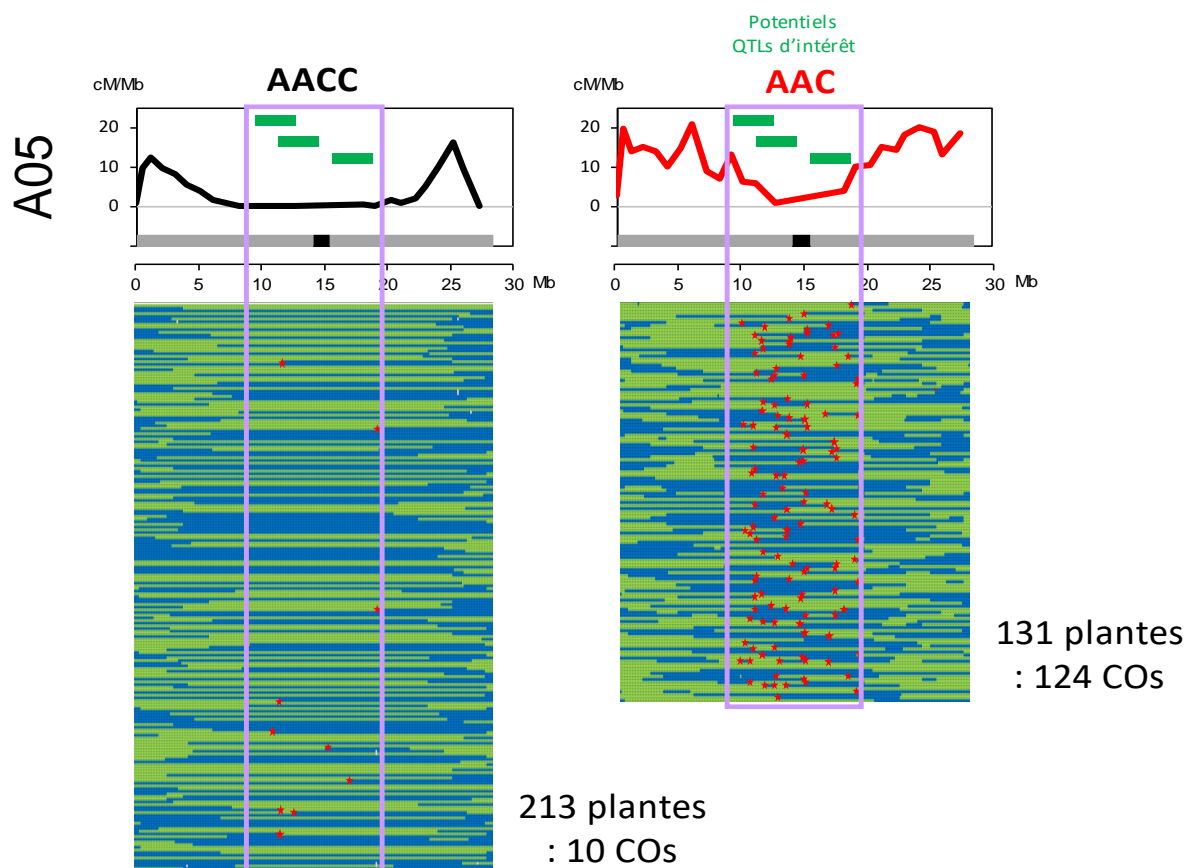 Potentiels
QTLs d'intérêt
AACC
AAC
cM/Mb
20
10
0
cM/Mb
20
10
0
A05
0 5 10 15 20 25 30 Mb
0 5 10 15 20 25 30 Mb
131 plantes
: 124 COs
213 plantes
: 10 COs